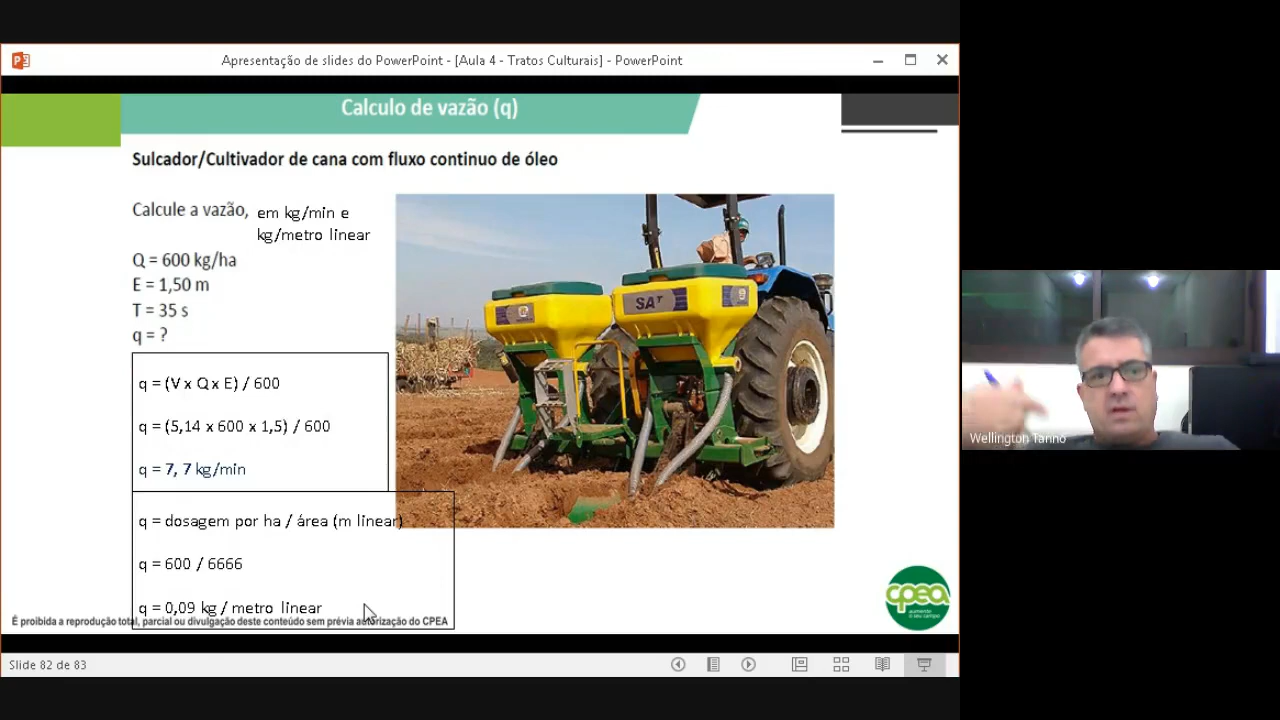 Apresentação de slides do PowerPoint - [Aula 4 - Tratos Culturais] - PowerPoint
Calculo de vazão (q)
Sulcador/Cultivador de cana com fluxo continuo de óleo
Calcule a vazão, em kg/min e
kg/metro linear
Q = 600 kg/ha
E = 1,50 m
T = 35 s
q = ?
q = (V x Q x E) / 600
q = (5,14 x 600 x 1,5) / 600
q = 7, 7 kg/min
q = dosagem por ha / área (m linear)
q = 600 / 6666
q = 0,09 kg / metro linear
SAT
Wellington Tanno
cpea
aumento
o seu campo
É proibida a reprodução total, parcial ou divulgação deste conteúdo sem prévia autorização do CPEA
Slide 82 de 83